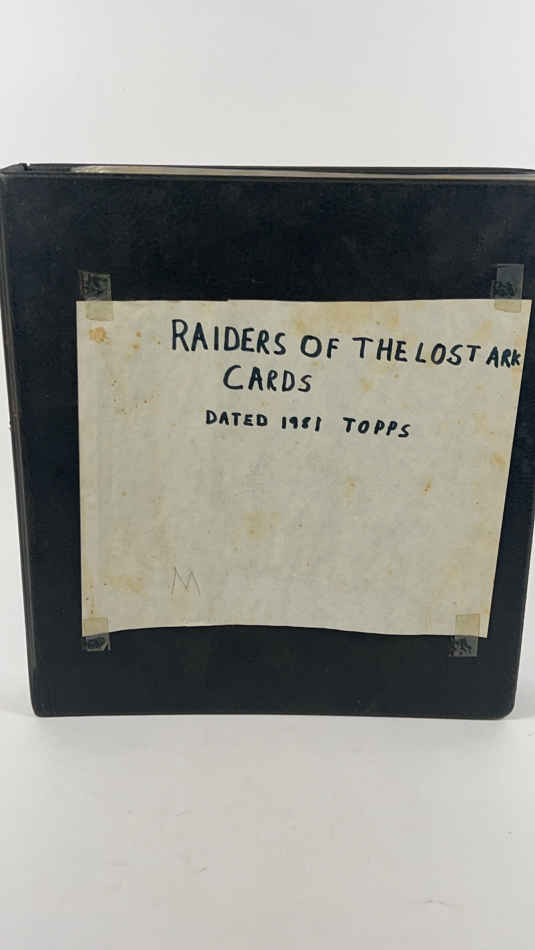 RAIDERS OF THE LOST ARK
CARDS
DATED 1981 TOPPS
M